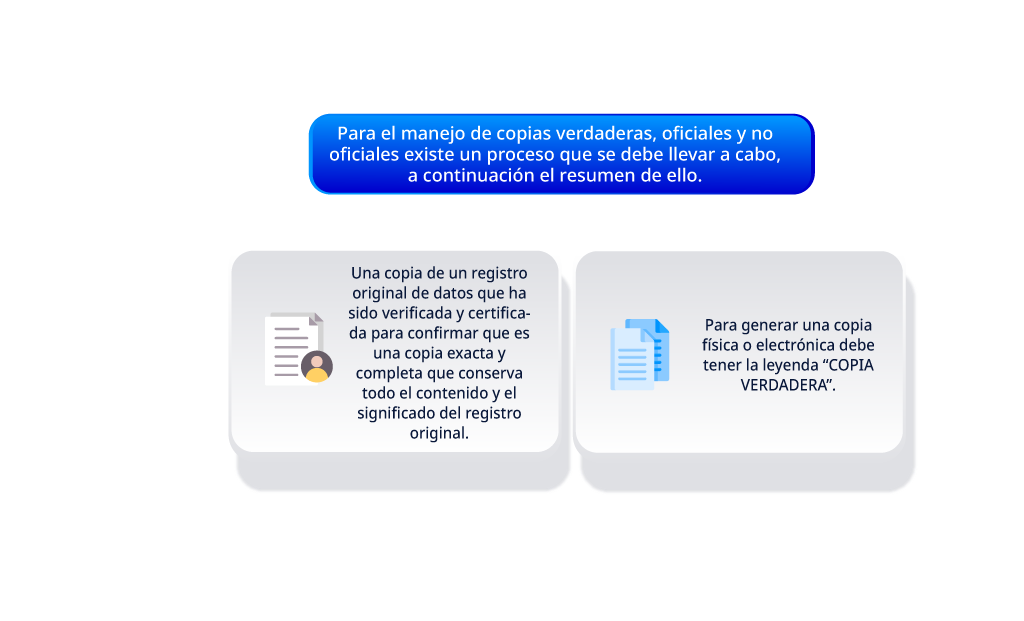 Para el manejo de copias verdaderas, oficiales y no
oficiales existe un proceso que se debe llevar a cabo,
a continuación el resumen de ello.
Una copia de un registro
original de datos que ha
sido verificada y certifica-
da para confirmar que es
una copia exacta y
completa que conserva
todo el contenido y el
significado del registro
original.
Para generar una copia
física o electrónica debe
tener la leyenda “COPIA
VERDADERA”.